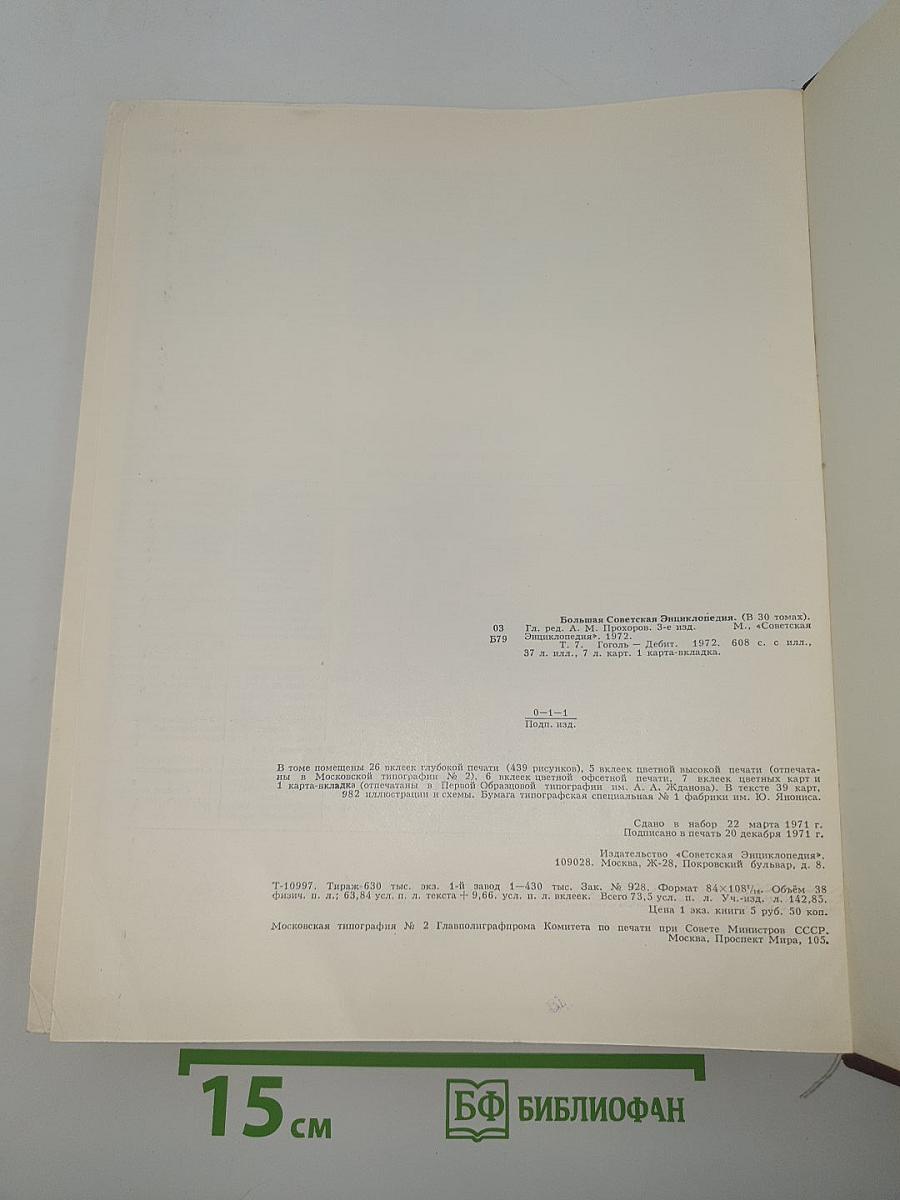 Большая Советская Энциклопедия. (В 30 томах).
03 Гл. ред. А. М. Прохоров. 3-е изд. М., «Советская
Б79 Энциклопедия». 1972.
Т. 7. Гоголь — Дебит. 1972. 608 с. с илл.,
37 л. илл., 7 л. карт. 1 карта-вкладка.
0—1—1
Подп. изд.
В томе помещены 26 вклеек глубокой печати (439 рисунков), 5 вклеек цветной высокой печати (отпечата-
ны в Московской типографии № 2), 6 вклеек цветной офсетной печати, 7 вклеек цветных карт и
1 карта-вкладка (отпечатаны в Первой Образцовой типографии им. А. А. Жданова). В тексте 39 карт,
982 иллюстрации и схемы. Бумага типографская специальная № 1 фабрики им. Ю. Янониса.
Сдано в набор 22 марта 1971 г.
Подписано в печать 20 декабря 1971 г.
Издательство «Советская Энциклопедия».
109028. Москва, Ж-28, Покровский бульвар, д. 8.
Т-10997. Тираж 630 тыс. экз. 1-й завод 1—430 тыс. Зак. № 928. Формат 84×108¹/₁₆. Объём 38
физич. п. л.; 63,84 усл. п. л. текста + 9,66. усл. п. л. вклеек. Всего 73,5 усл. п. л. Уч.-изд. л. 142,85.
Цена 1 экз. книги 5 руб. 50 коп.
Московская типография № 2 Главполиграфпрома Комитета по печати при Совете Министров СССР.
Москва, Проспект Мира, 105.
15 см
БФ БИБЛИОФАН